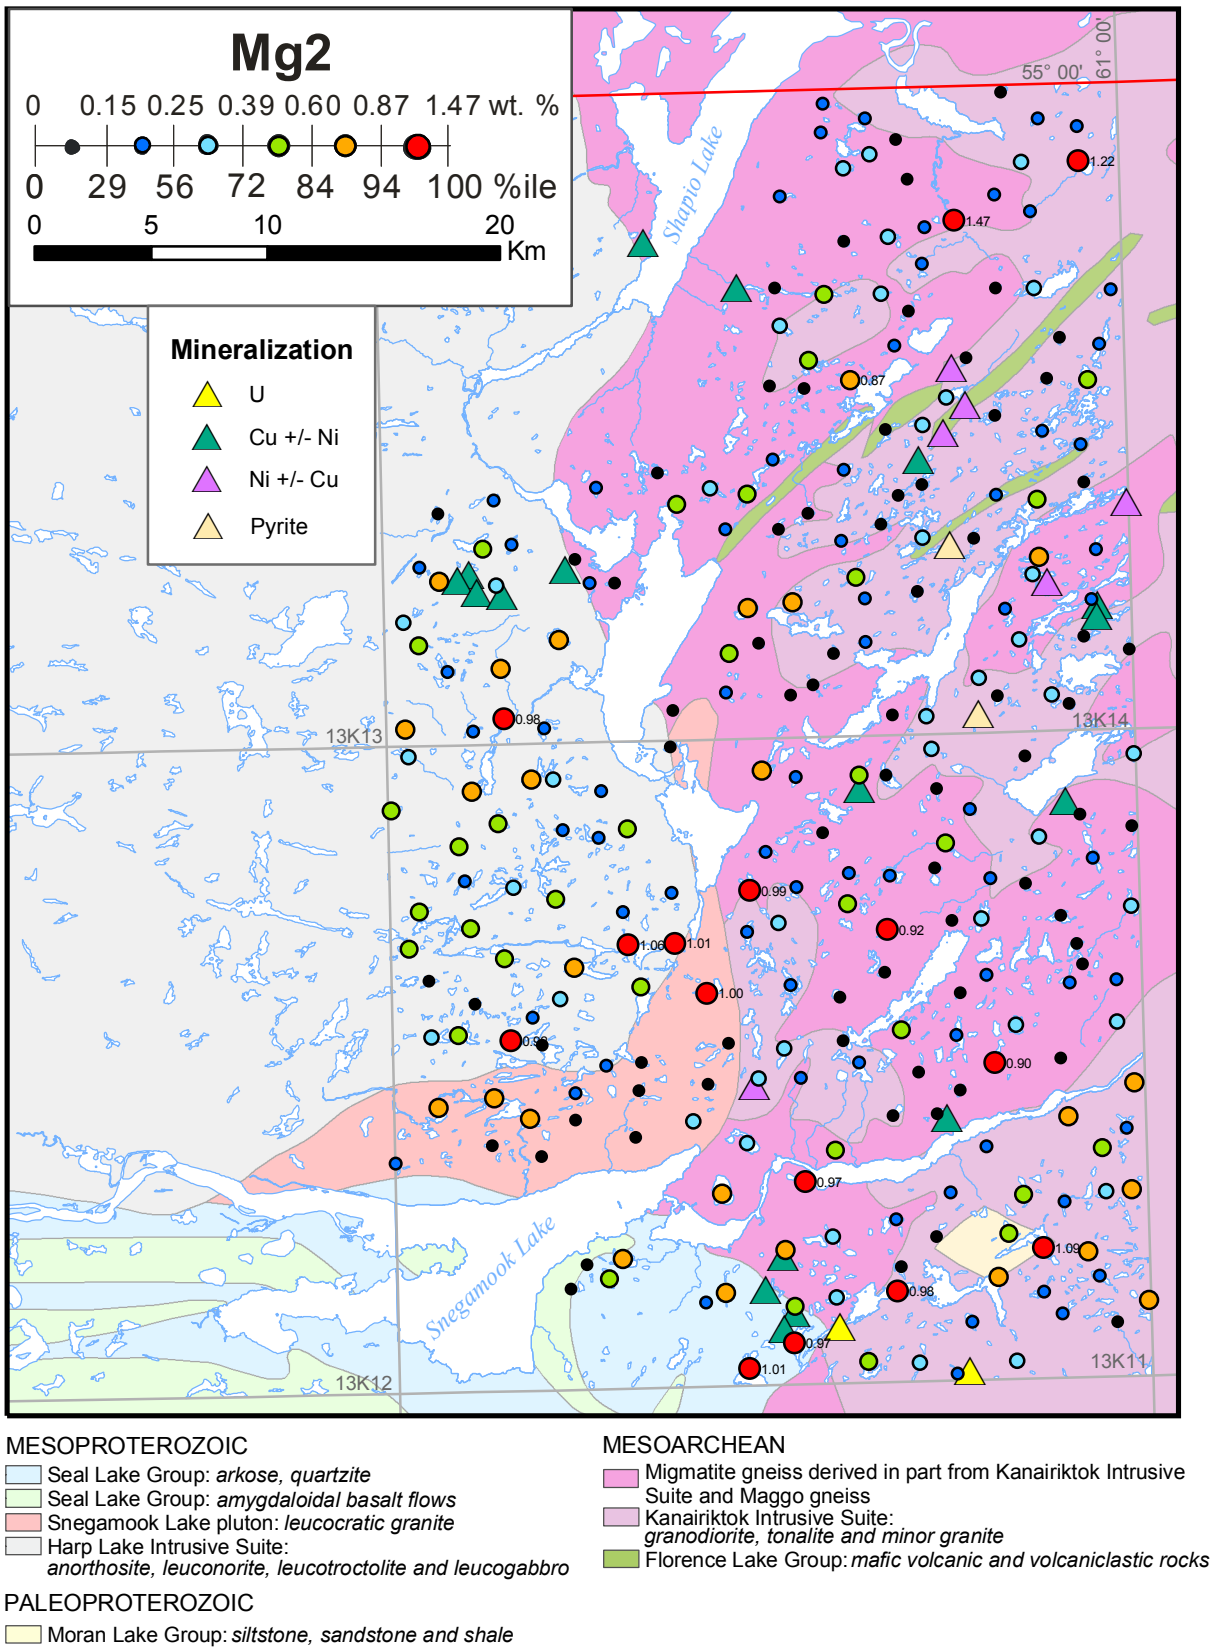 Mg2
0 0.15 0.25 0.39 0.60 0.87 1.47 wt. %
0 29 56 72 84 94 100 %ile
0 5 10 20
Km
Mineralization
U
Cu +/- Ni
Ni +/- Cu
Pyrite
55° 00'
61° 00'
Shapio Lake
1.22
1.47
0.87
13K13
0.98
13K14
0.99
0.92
1.06
1.01
1.00
0.90
0.97
Snegamook Lake
1.09
0.98
0.97
1.01
13K12
13K11
MESOPROTEROZOIC
Seal Lake Group: arkose, quartzite
Seal Lake Group: amygdaloidal basalt flows
Snegamook Lake pluton: leucocratic granite
Harp Lake Intrusive Suite:
anorthosite, leuconorite, leucotroctolite and leucogabbro
PALEOPROTEROZOIC
Moran Lake Group: siltstone, sandstone and shale
MESOARCHEAN
Migmatite gneiss derived in part from Kanairiktok Intrusive
Suite and Maggo gneiss
Kanairiktok Intrusive Suite:
granodiorite, tonalite and minor granite
Florence Lake Group: mafic volcanic and volcaniclastic rocks